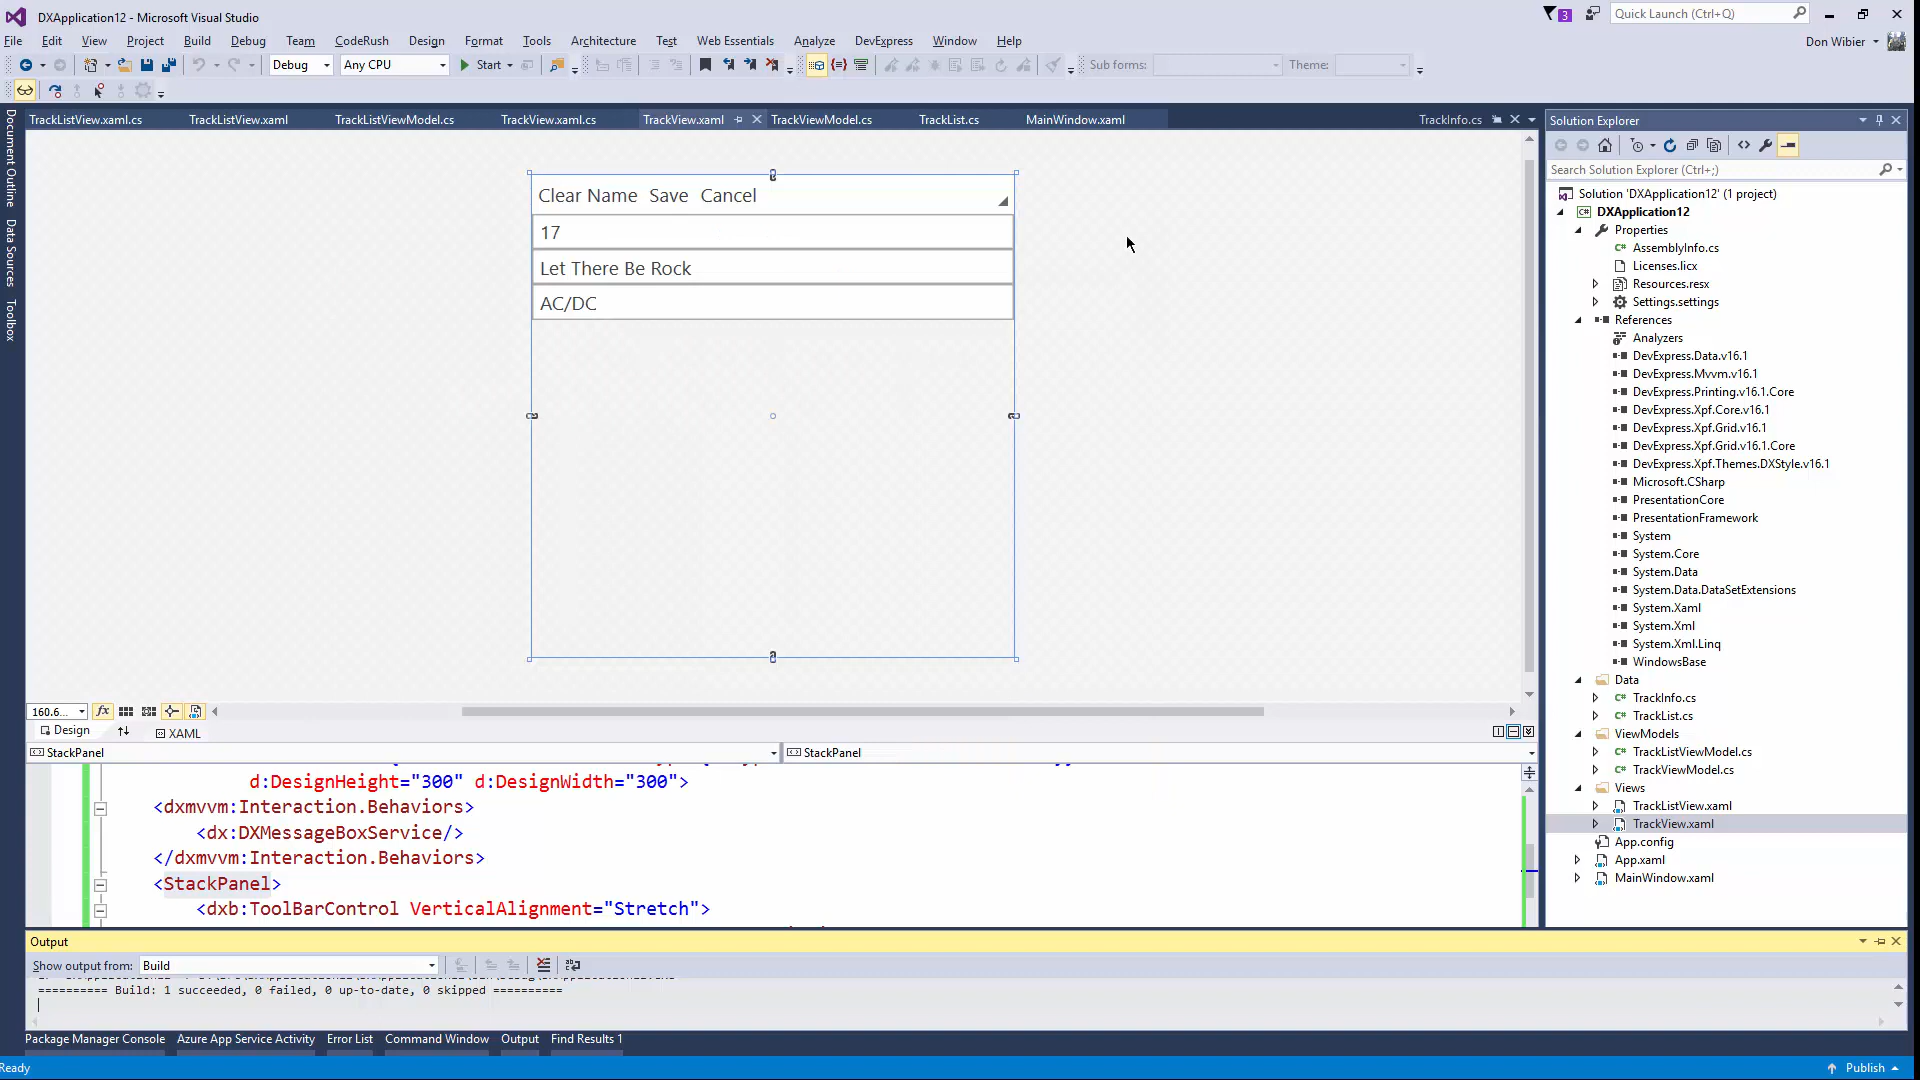 DXApplication12 - Microsoft Visual Studio
3
Quick Launch (Ctrl+Q)
File Edit View Project Build Debug Team CodeRush Design Format Tools Architecture Test Web Essentials Analyze DevExpress Window Help
Don Wibier
Debug Any CPU Start Sub forms: Theme:
TrackListView.xaml.cs TrackListView.xaml TrackListViewModel.cs TrackView.xaml.cs TrackView.xaml TrackViewModel.cs TrackList.cs MainWindow.xaml TrackInfo.cs
Document Outline
Data Sources
Toolbox
Clear Name Save Cancel
17
Let There Be Rock
AC/DC
160.6...
fx
Design XAML
StackPanel StackPanel
d:DesignHeight="300" d:DesignWidth="300">
<dxmvvm:Interaction.Behaviors>
<dx:DXMessageBoxService/>
</dxmvvm:Interaction.Behaviors>
<StackPanel>
<dxb:ToolBarControl VerticalAlignment="Stretch">
Output
Show output from: Build
========== Build: 1 succeeded, 0 failed, 0 up-to-date, 0 skipped ==========
Package Manager Console Azure App Service Activity Error List Command Window Output Find Results 1
Ready
Publish
Solution Explorer
Search Solution Explorer (Ctrl+;)
Solution 'DXApplication12' (1 project)
DXApplication12
Properties
AssemblyInfo.cs
Licenses.licx
Resources.resx
Settings.settings
References
Analyzers
DevExpress.Data.v16.1
DevExpress.Mvvm.v16.1
DevExpress.Printing.v16.1.Core
DevExpress.Xpf.Core.v16.1
DevExpress.Xpf.Grid.v16.1
DevExpress.Xpf.Grid.v16.1.Core
DevExpress.Xpf.Themes.DXStyle.v16.1
Microsoft.CSharp
PresentationCore
PresentationFramework
System
System.Core
System.Data
System.Data.DataSetExtensions
System.Xaml
System.Xml
System.Xml.Linq
WindowsBase
Data
TrackInfo.cs
TrackList.cs
ViewModels
TrackListViewModel.cs
TrackViewModel.cs
Views
TrackListView.xaml
TrackView.xaml
App.config
App.xaml
MainWindow.xaml